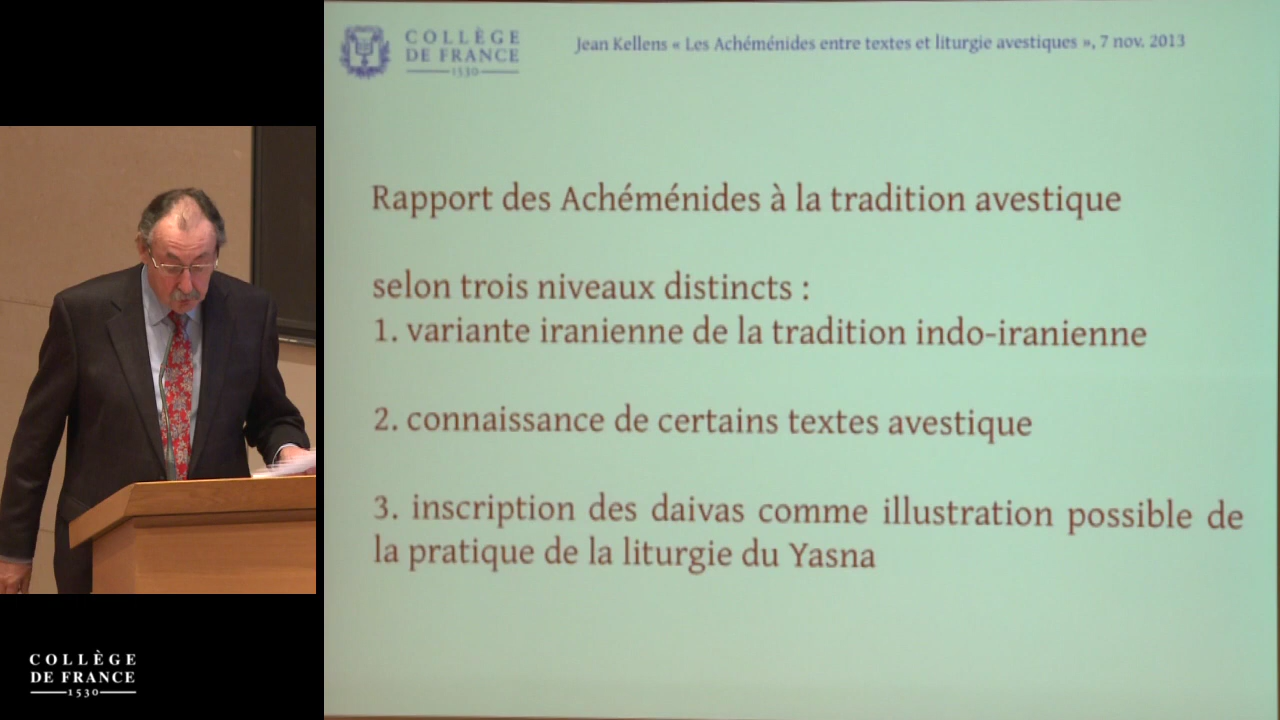 COLLÈGE
DE FRANCE
1530
Jean Kellens « Les Achéménides entre textes et liturgie avestiques », 7 nov. 2013
Rapport des Achéménides à la tradition avestique
selon trois niveaux distincts :
1. variante iranienne de la tradition indo-iranienne
2. connaissance de certains textes avestique
3. inscription des daivas comme illustration possible de
la pratique de la liturgie du Yasna
COLLÈGE
DE FRANCE
1530